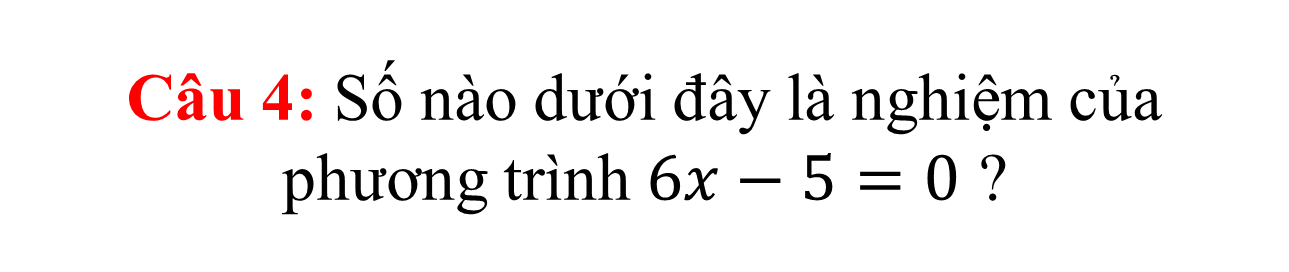 Câu 4: Số nào dưới đây là nghiệm của
phương trình 6x − 5 = 0 ?